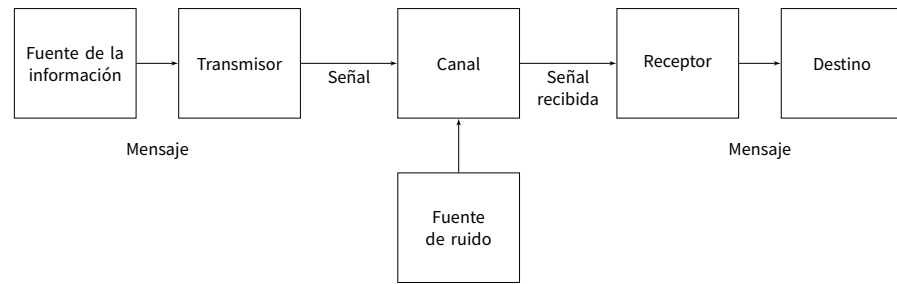 Fuente de la
información
Transmisor
Señal
Canal
Señal
recibida
Receptor
Destino
Mensaje
Mensaje
Fuente
de ruido